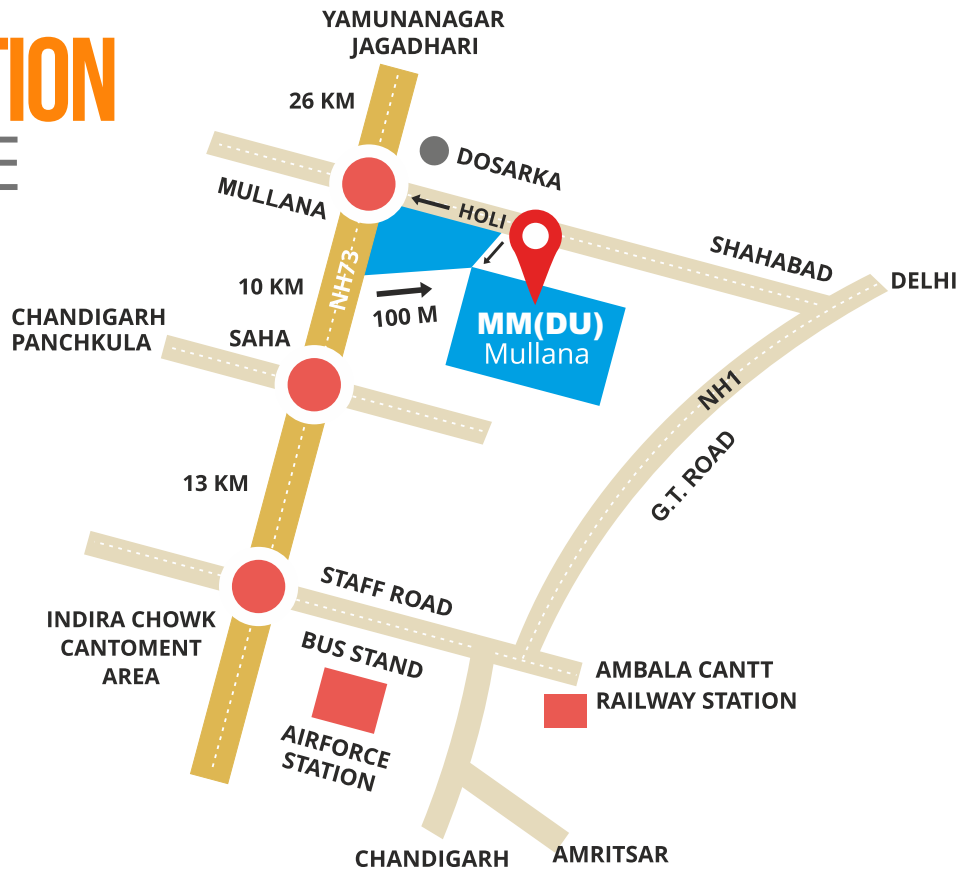 YAMUNANAGAR
JAGADHARI
TION
E
26 KM
DOSARKA
MULLANA
HOLI
SHAHABAD
DELHI
NH73
10 KM
100 M
CHANDIGARH
PANCHKULA
SAHA
MM(DU)
Mullana
NH1
G.T. ROAD
13 KM
STAFF ROAD
INDIRA CHOWK
CANTOMENT
AREA
BUS STAND
AMBALA CANTT
RAILWAY STATION
AIRFORCE
STATION
CHANDIGARH
AMRITSAR